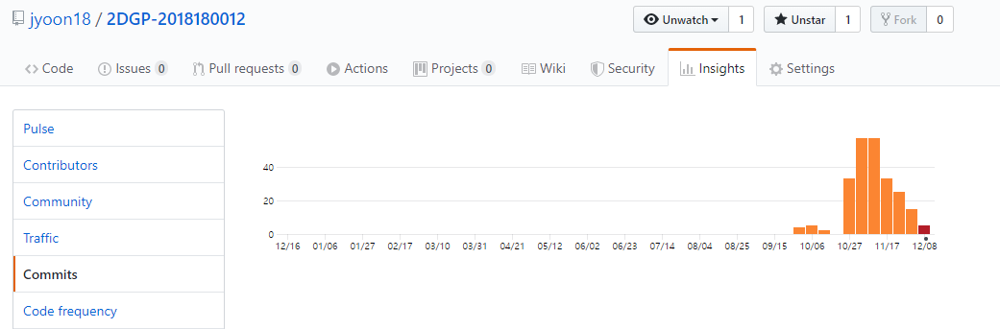 jyoon18 / 2DGP-2018180012
Unwatch 1 Unstar 1 Fork 0
Code Issues 0 Pull requests 0 Actions Projects 0 Wiki Security Insights Settings
Pulse
Contributors
Community
Traffic
Commits
Code frequency
40
20
0
12/16 01/06 01/27 02/17 03/10 03/31 04/21 05/12 06/02 06/23 07/14 08/04 08/25 09/15 10/06 10/27 11/17 12/08